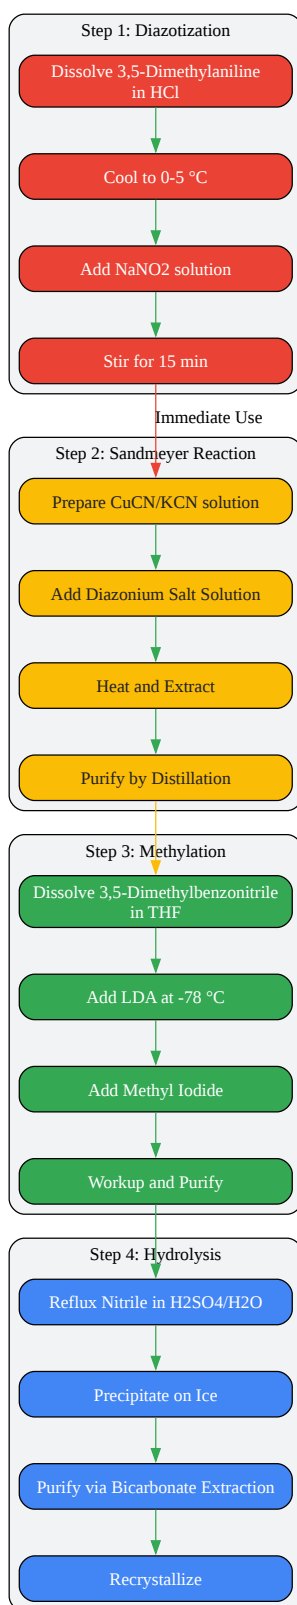 Step 1: Diazotization
Dissolve 3,5-Dimethylaniline
in HCl
Cool to 0-5 °C
Add NaNO2 solution
Stir for 15 min
Immediate Use
Step 2: Sandmeyer Reaction
Prepare CuCN/KCN solution
Add Diazonium Salt Solution
Heat and Extract
Purify by Distillation
Step 3: Methylation
Dissolve 3,5-Dimethylbenzonitrile
in THF
Add LDA at -78 °C
Add Methyl Iodide
Workup and Purify
Step 4: Hydrolysis
Reflux Nitrile in H2SO4/H2O
Precipitate on Ice
Purify via Bicarbonate Extraction
Recrystallize